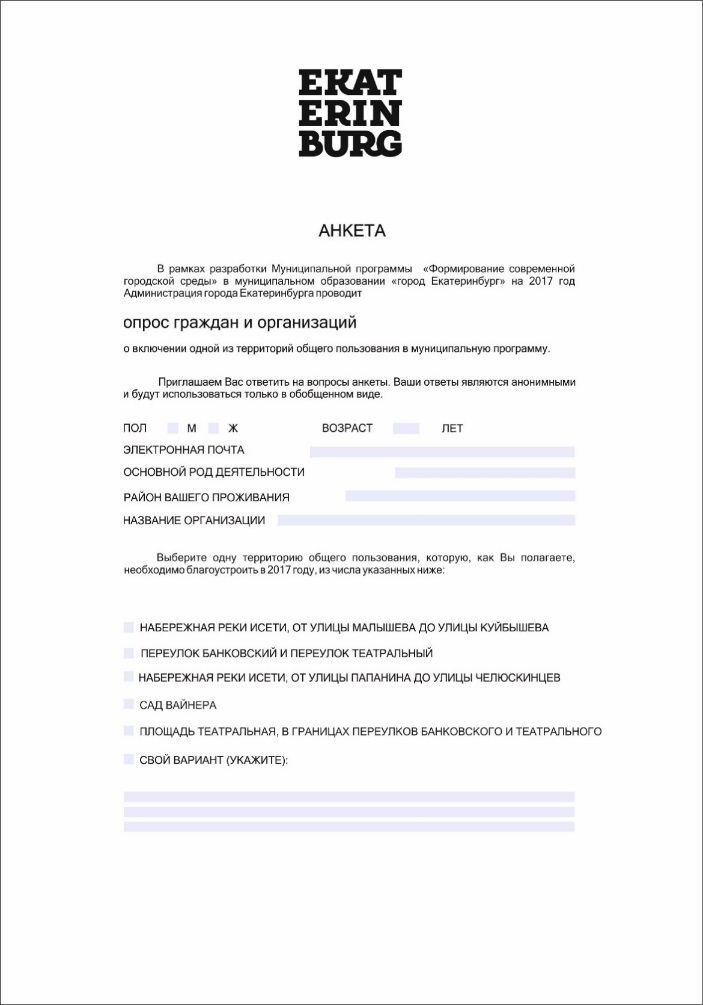 EKAT
ERIN
BURG
АНКЕТА
В рамках разработки Муниципальной программы «Формирование современной
городской среды» в муниципальном образовании «город Екатеринбург» на 2017 год
Администрация города Екатеринбурга проводит
опрос граждан и организаций
о включении одной из территорий общего пользования в муниципальную программу.
Приглашаем Вас ответить на вопросы анкеты. Ваши ответы являются анонимными
и будут использоваться только в обобщенном виде.
ПОЛ М Ж ВОЗРАСТ ЛЕТ
ЭЛЕКТРОННАЯ ПОЧТА
ОСНОВНОЙ РОД ДЕЯТЕЛЬНОСТИ
РАЙОН ВАШЕГО ПРОЖИВАНИЯ
НАЗВАНИЕ ОРГАНИЗАЦИИ
Выберите одну территорию общего пользования, которую, как Вы полагаете,
необходимо благоустроить в 2017 году, из числа указанных ниже:
НАБЕРЕЖНАЯ РЕКИ ИСЕТИ, ОТ УЛИЦЫ МАЛЫШЕВА ДО УЛИЦЫ КУЙБЫШЕВА
ПЕРЕУЛОК БАНКОВСКИЙ И ПЕРЕУЛОК ТЕАТРАЛЬНЫЙ
НАБЕРЕЖНАЯ РЕКИ ИСЕТИ, ОТ УЛИЦЫ ПАПАНИНА ДО УЛИЦЫ ЧЕЛЮСКИНЦЕВ
САД ВАЙНЕРА
ПЛОЩАДЬ ТЕАТРАЛЬНАЯ, В ГРАНИЦАХ ПЕРЕУЛКОВ БАНКОВСКОГО И ТЕАТРАЛЬНОГО
СВОЙ ВАРИАНТ (УКАЖИТЕ):